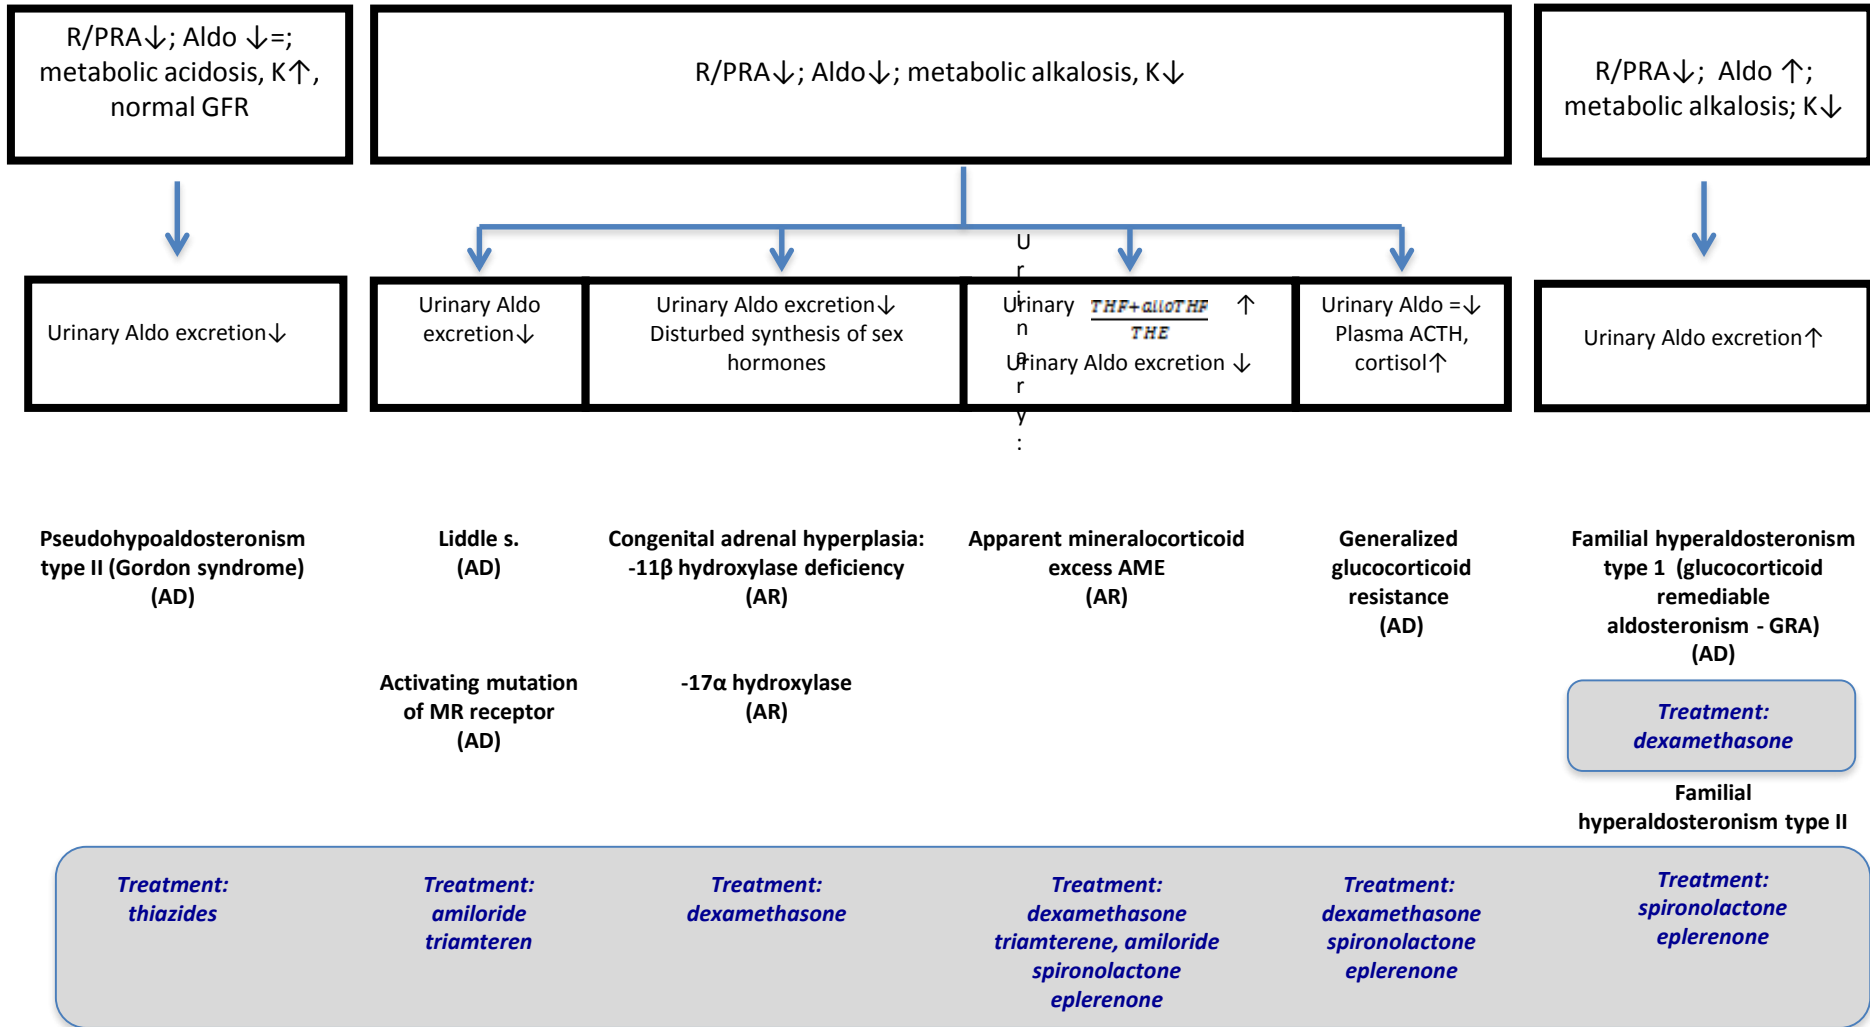 R/PRA↓; Aldo ↓=;
metabolic acidosis, K↑,
normal GFR
R/PRA↓; Aldo↓; metabolic alkalosis, K↓
R/PRA↓; Aldo ↑;
metabolic alkalosis; K↓
Urinary Aldo excretion↓
Urinary Aldo
excretion↓
Urinary Aldo excretion↓
Disturbed synthesis of sex
hormones
Urinary THF+alloTHF ↑
THE
Urinary Aldo excretion ↓
Urinary:
Urinary Aldo =↓
Plasma ACTH,
cortisol↑
Urinary Aldo excretion↑
Pseudohypoaldosteronism
type II (Gordon syndrome)
(AD)
Liddle s.
(AD)
Activating mutation
of MR receptor
(AD)
Congenital adrenal hyperplasia:
-11β hydroxylase deficiency
(AR)
-17α hydroxylase
(AR)
Apparent mineralocorticoid
excess AME
(AR)
Generalized
glucocorticoid
resistance
(AD)
Familial hyperaldosteronism
type 1 (glucocorticoid
remediable
aldosteronism - GRA)
(AD)
Treatment:
dexamethasone
Familial
hyperaldosteronism type II
Treatment:
thiazides
Treatment:
amiloride
triamteren
Treatment:
dexamethasone
Treatment:
dexamethasone
triamterene, amiloride
spironolactone
eplerenone
Treatment:
dexamethasone
spironolactone
eplerenone
Treatment:
spironolactone
eplerenone